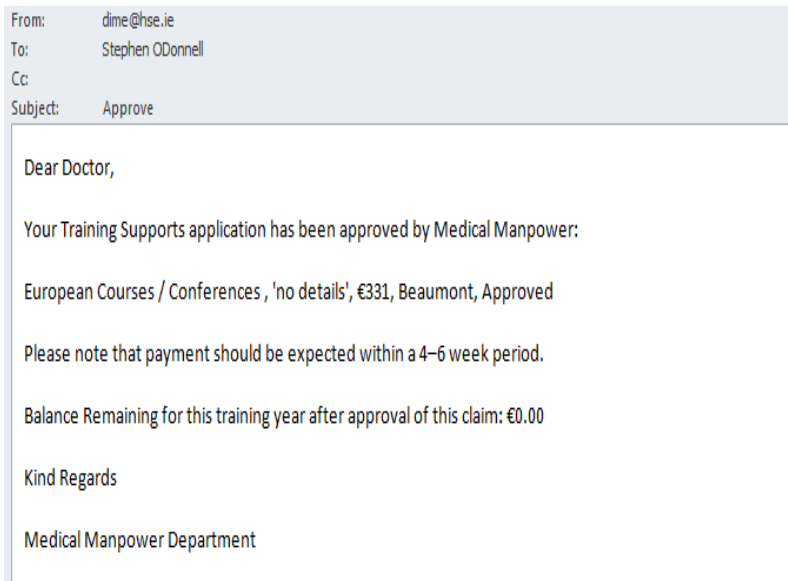 From: dime@hse.ie
To: Stephen ODonnell
Cc:
Subject: Approve
Dear Doctor,
Your Training Supports application has been approved by Medical Manpower:
European Courses / Conferences , 'no details', €331, Beaumont, Approved
Please note that payment should be expected within a 4–6 week period.
Balance Remaining for this training year after approval of this claim: €0.00
Kind Regards
Medical Manpower Department